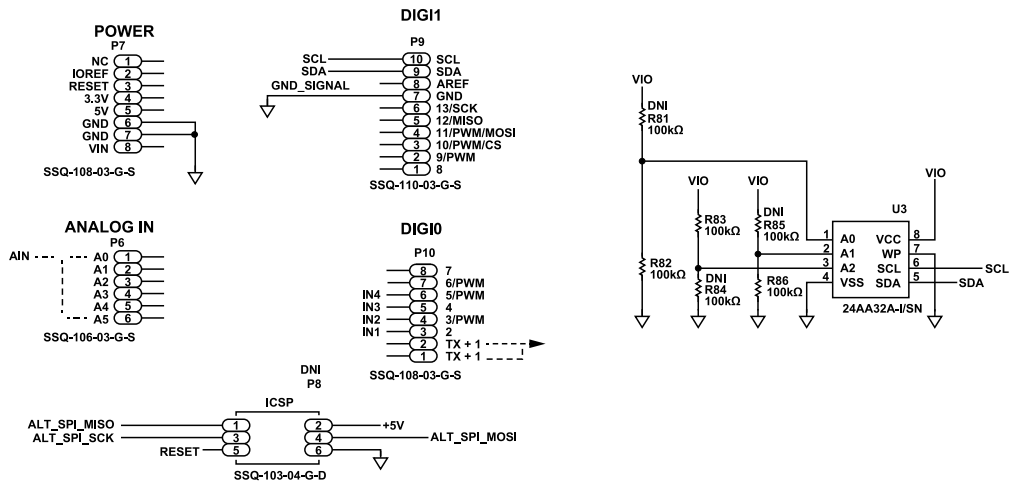 POWER
P7
NC 1
IOREF 2
RESET 3
3.3V 4
5V 5
GND 6
GND 7
VIN 8
SSQ-108-03-G-S
DIGI1
P9
SCL 10 SCL
SDA 9 SDA
8 AREF
GND_SIGNAL 7 GND
6 13/SCK
5 12/MISO
4 11/PWM/MOSI
3 10/PWM/CS
2 9/PWM
1 8
SSQ-110-03-G-S
ANALOG IN
P6
AIN A0 1
A1 2
A2 3
A3 4
A4 5
A5 6
SSQ-106-03-G-S
DIGI0
P10
8 7
7 6/PWM
IN4 6 5/PWM
IN3 5 4
IN2 4 3/PWM
IN1 3 2
2 TX + 1
1 TX + 1
SSQ-108-03-G-S
DNI
P8
ICSP
ALT_SPI_MISO 1 2 +5V
ALT_SPI_SCK 3 4 ALT_SPI_MOSI
RESET 5 6
SSQ-103-04-G-D
VIO
DNI
R81
100kΩ
R82
100kΩ
VIO
R83
100kΩ
DNI
R84
100kΩ
VIO
DNI
R85
100kΩ
R86
100kΩ
VIO
U3
1 A0 VCC 8
2 A1 WP 7
3 A2 SCL 6 SCL
4 VSS SDA 5 SDA
24AA32A-I/SN